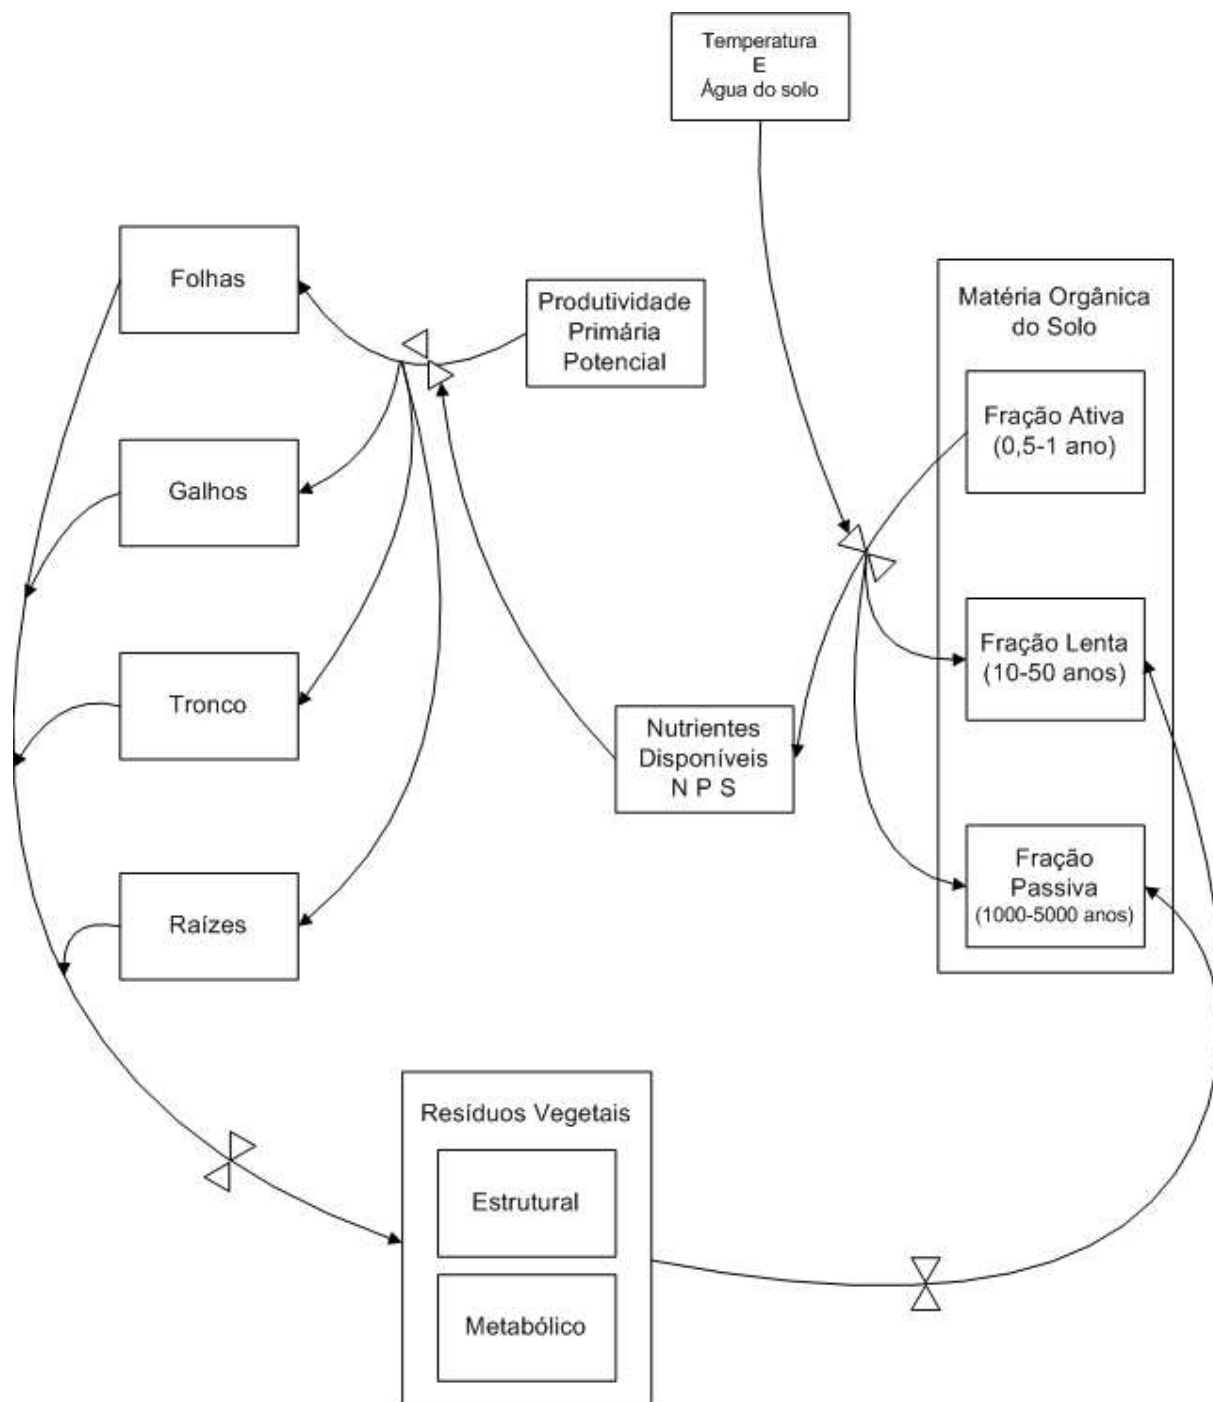 Temperatura
E
Água do solo
Folhas
Produtividade
Primária
Potencial
Matéria Orgânica
do Solo
Fração Ativa
(0,5-1 ano)
Galhos
Fração Lenta
(10-50 anos)
Tronco
Nutrientes
Disponíveis
N P S
Fração
Passiva
(1000-5000 anos)
Raízes
Resíduos Vegetais
Estrutural
Metabólico